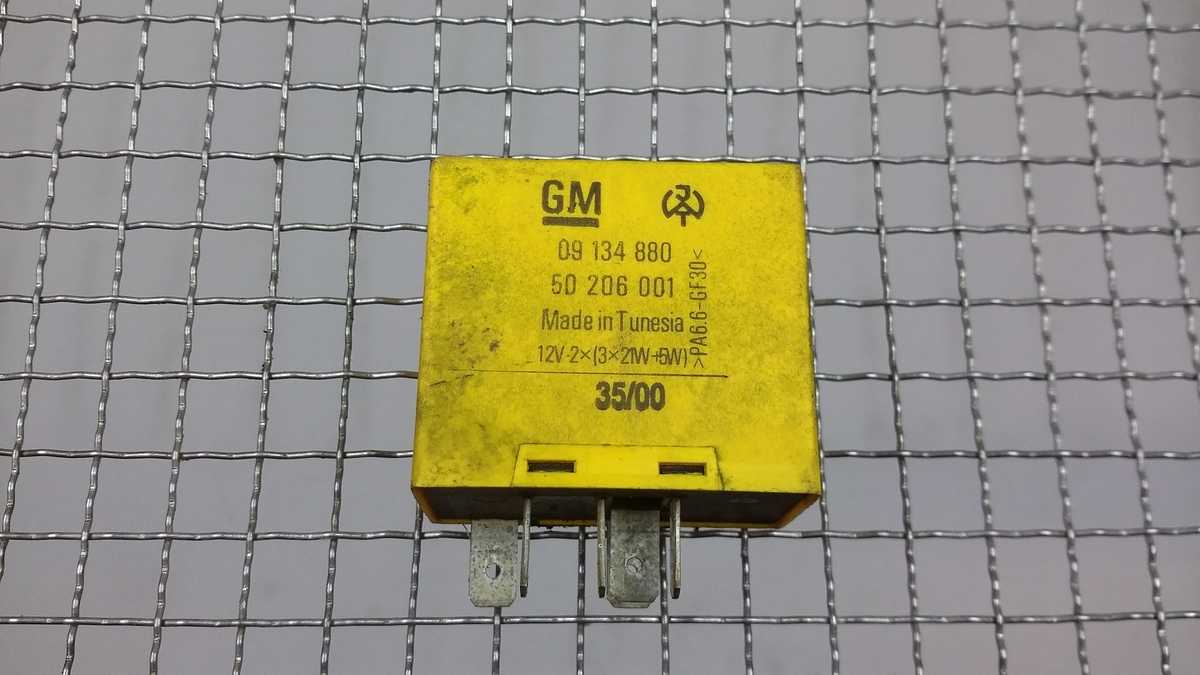 GM
09 134 880
50 206 001
Made in Tunesia
12V-2×(3×21W+5W)
>PA6.6-GF30<
35/00